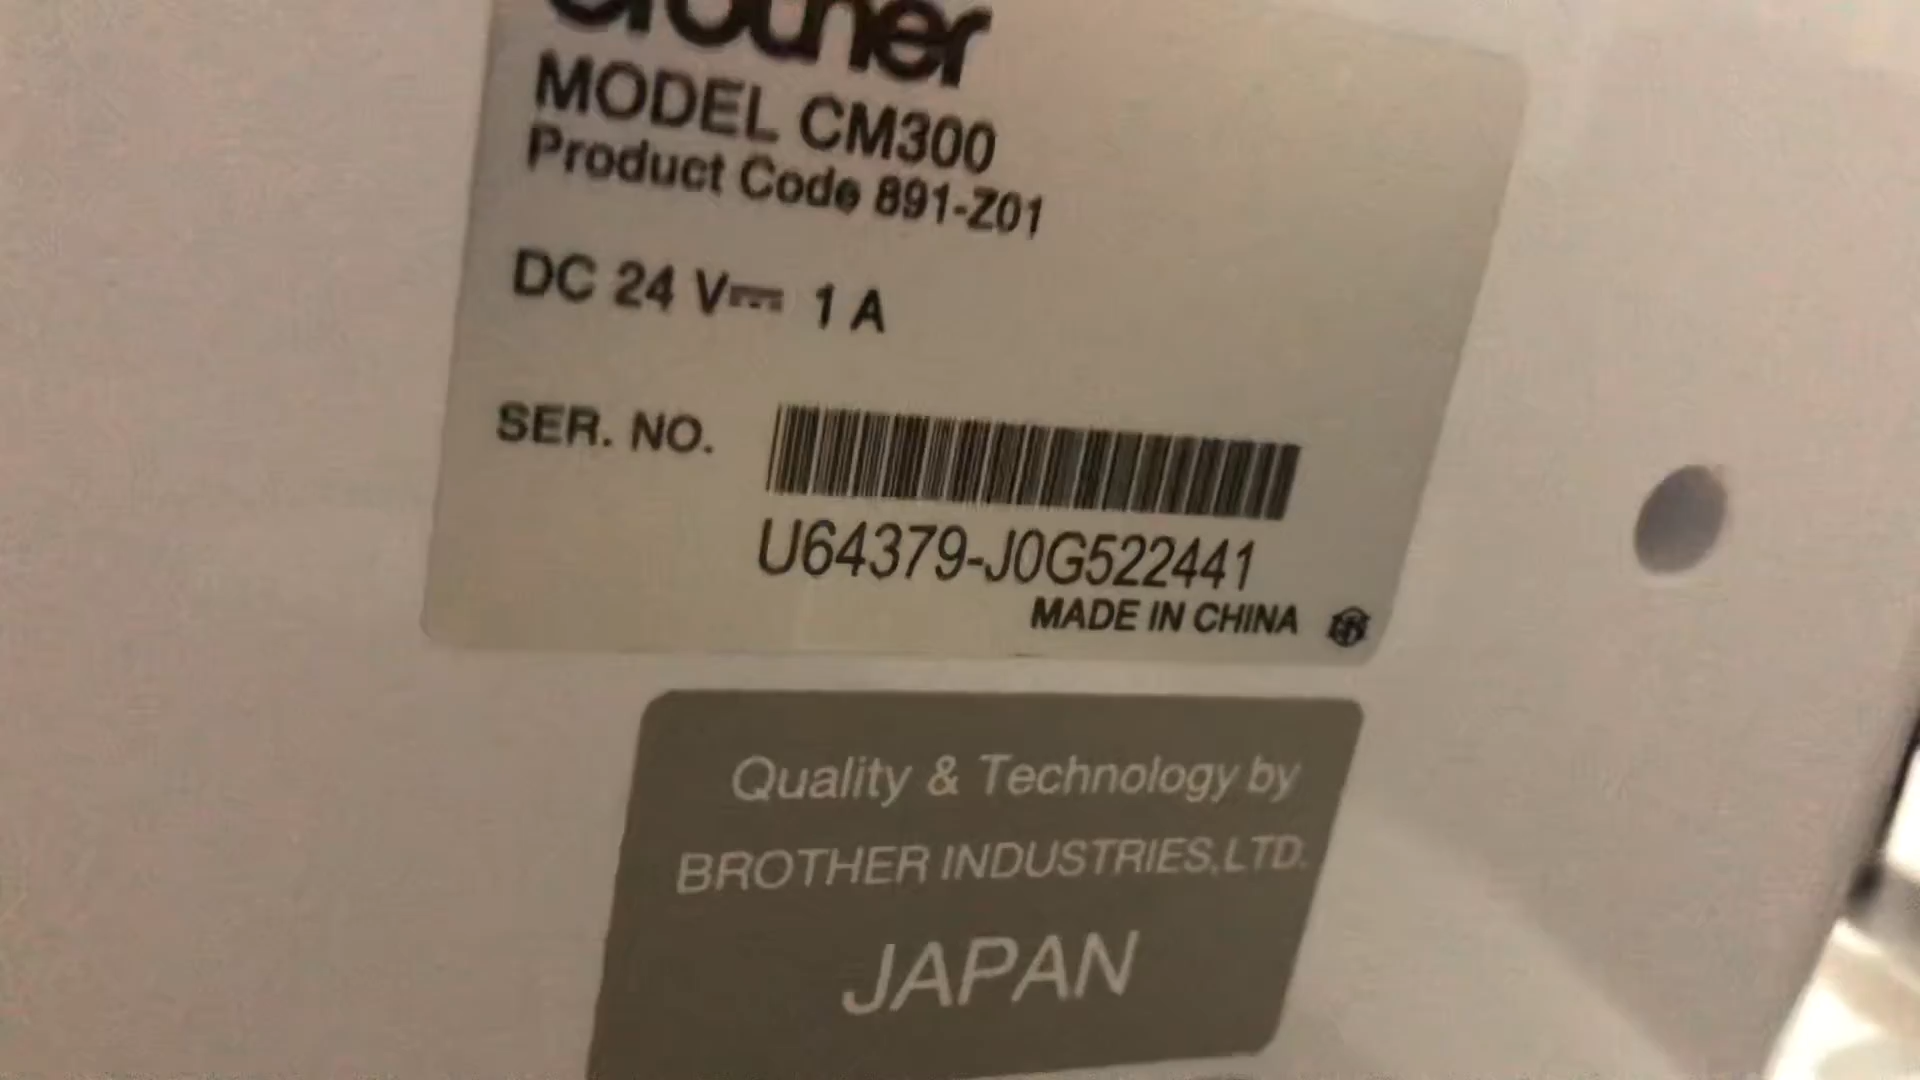 brother
MODEL CM300
Product Code 891-Z01
DC 24 V⎓ 1 A
SER. NO.
U64379-J0G522441
MADE IN CHINA
Quality & Technology by
BROTHER INDUSTRIES,LTD.
JAPAN